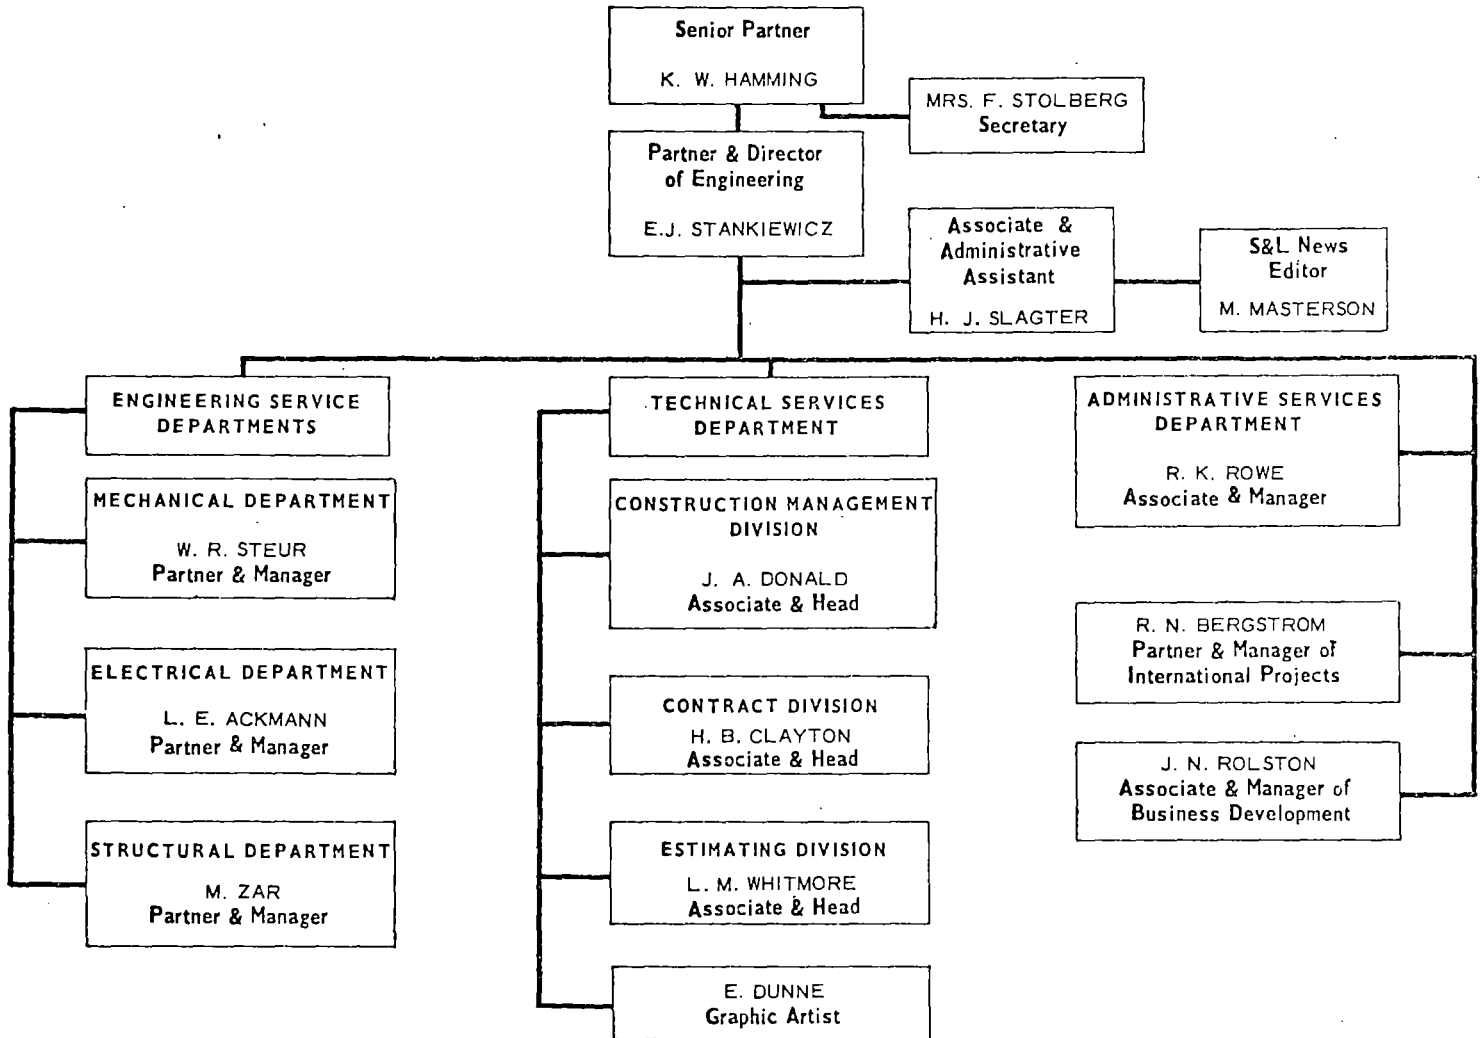 Senior Partner
K. W. HAMMING
MRS. F. STOLBERG
Secretary
Partner & Director
of Engineering
E.J. STANKIEWICZ
Associate &
Administrative
Assistant
H. J. SLAGTER
S&L News
Editor
M. MASTERSON
ENGINEERING SERVICE
DEPARTMENTS
MECHANICAL DEPARTMENT
W. R. STEUR
Partner & Manager
ELECTRICAL DEPARTMENT
L. E. ACKMANN
Partner & Manager
STRUCTURAL DEPARTMENT
M. ZAR
Partner & Manager
TECHNICAL SERVICES
DEPARTMENT
CONSTRUCTION MANAGEMENT
DIVISION
J. A. DONALD
Associate & Head
CONTRACT DIVISION
H. B. CLAYTON
Associate & Head
ESTIMATING DIVISION
L. M. WHITMORE
Associate & Head
E. DUNNE
Graphic Artist
ADMINISTRATIVE SERVICES
DEPARTMENT
R. K. ROWE
Associate & Manager
R. N. BERGSTROM
Partner & Manager of
International Projects
J. N. ROLSTON
Associate & Manager of
Business Development